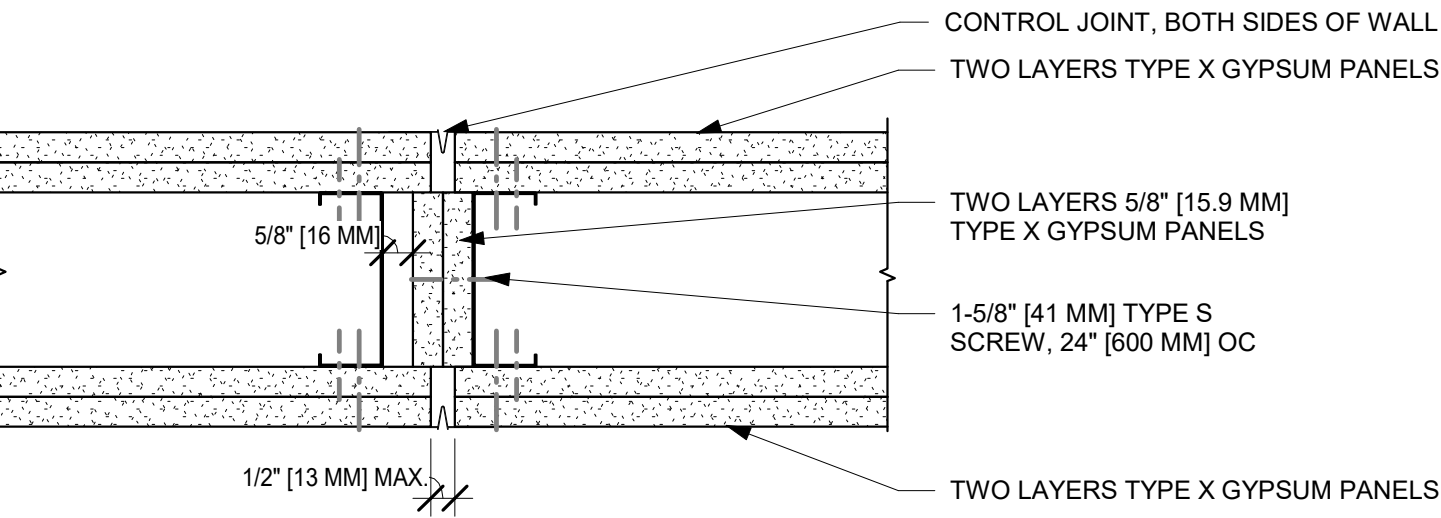 CONTROL JOINT, BOTH SIDES OF WALL
TWO LAYERS TYPE X GYPSUM PANELS
TWO LAYERS 5/8" [15.9 MM]
TYPE X GYPSUM PANELS
5/8" [16 MM]
1-5/8" [41 MM] TYPE S
SCREW, 24" [600 MM] OC
1/2" [13 MM] MAX.
TWO LAYERS TYPE X GYPSUM PANELS